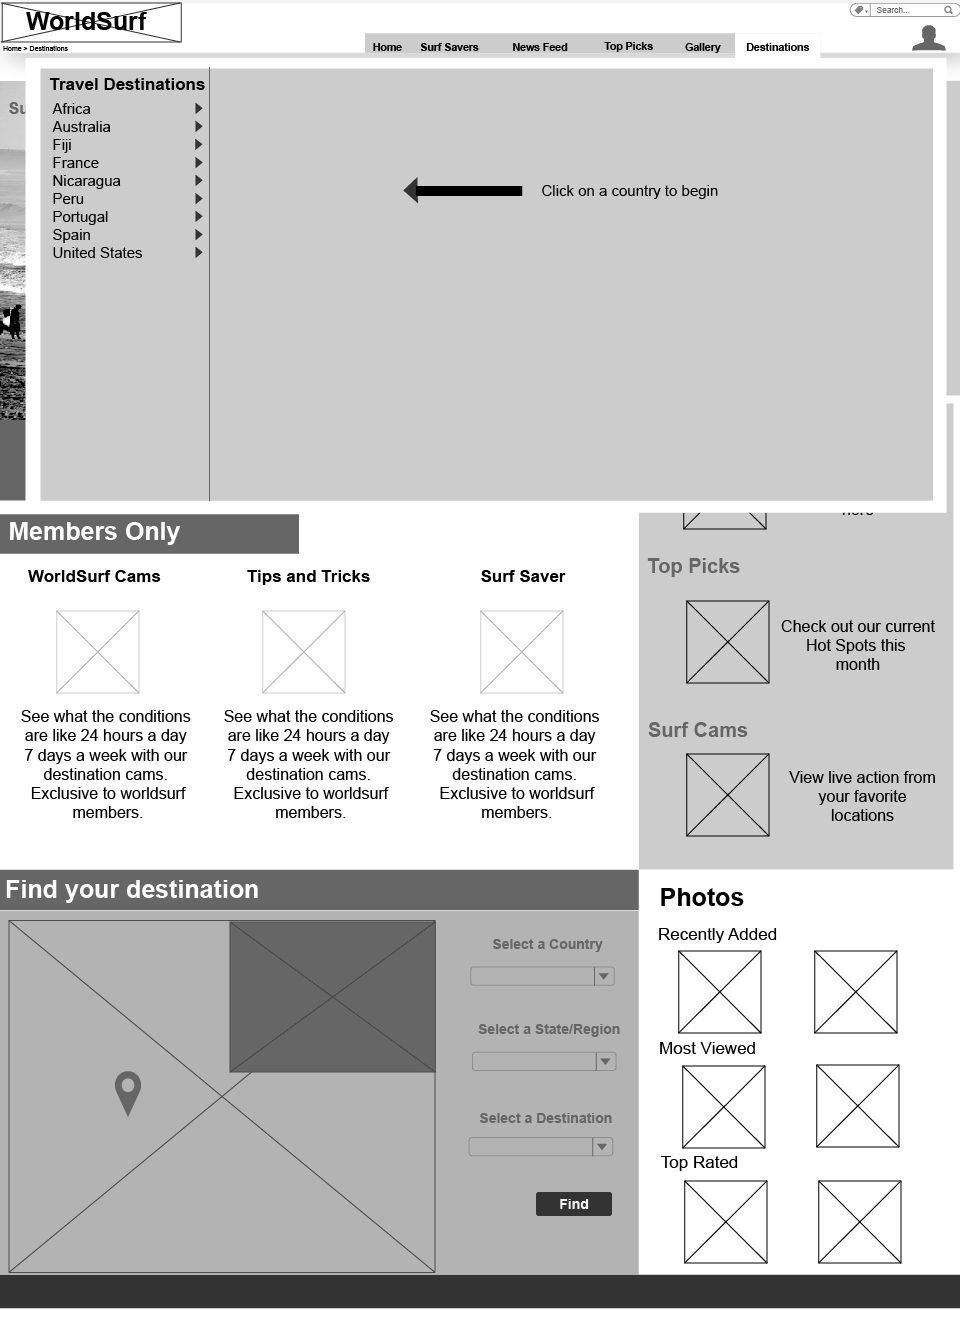 WorldSurf
Search...
Home > Destinations
Home Surf Savers News Feed Top Picks Gallery Destinations
Travel Destinations
Africa
Australia
Fiji
France
Nicaragua
Peru
Portugal
Spain
United States
Click on a country to begin
Su
Members Only
WorldSurf Cams
See what the conditions
are like 24 hours a day
7 days a week with our
destination cams.
Exclusive to worldsurf
members.
Tips and Tricks
See what the conditions
are like 24 hours a day
7 days a week with our
destination cams.
Exclusive to worldsurf
members.
Surf Saver
See what the conditions
are like 24 hours a day
7 days a week with our
destination cams.
Exclusive to worldsurf
members.
Top Picks
Check out our current
Hot Spots this
month
Surf Cams
View live action from
your favorite
locations
Find your destination
Select a Country
Select a State/Region
Select a Destination
Find
Photos
Recently Added
Most Viewed
Top Rated